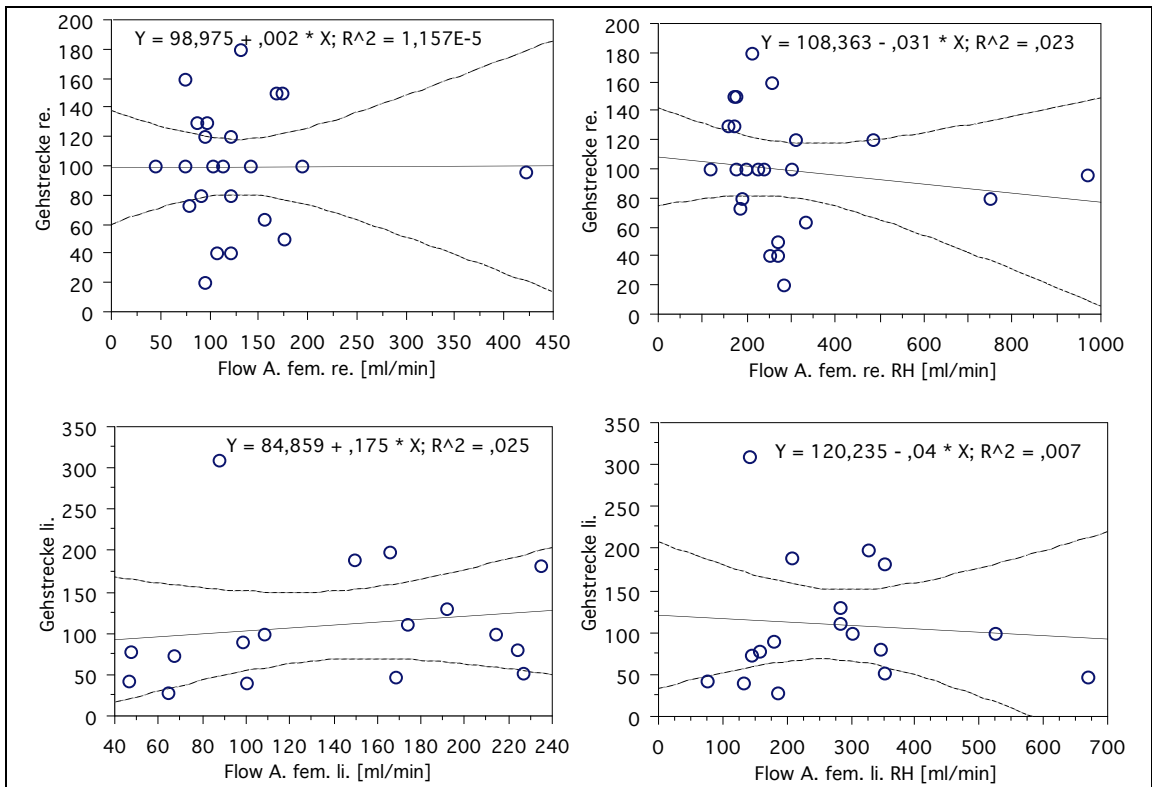 Y = 98,975 + ,002 * X; R^2 = 1,157E-5
Gehstrecke re.
200
180
160
140
120
100
80
60
40
20
0
0 50 100 150 200 250 300 350 400 450
Flow A. fem. re. [ml/min]
Y = 108,363 - ,031 * X; R^2 = ,023
Gehstrecke re.
200
180
160
140
120
100
80
60
40
20
0
0 200 400 600 800 1000
Flow A. fem. re. RH [ml/min]
Y = 84,859 + ,175 * X; R^2 = ,025
Gehstrecke li.
350
300
250
200
150
100
50
0
40 60 80 100 120 140 160 180 200 220 240
Flow A. fem. li. [ml/min]
Y = 120,235 - ,04 * X; R^2 = ,007
Gehstrecke li.
350
300
250
200
150
100
50
0
0 100 200 300 400 500 600 700
Flow A. fem. li. RH [ml/min]